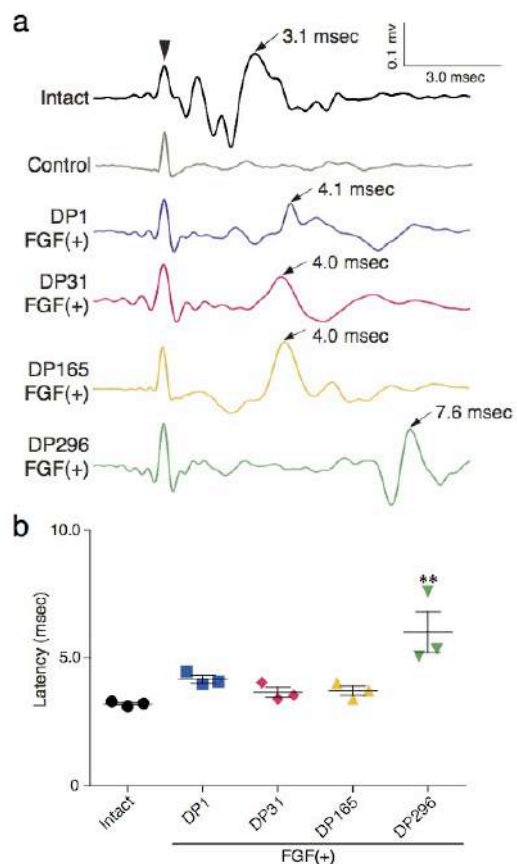 a
3.1 msec
0.1 mv
3.0 msec
Intact
Control
DP1
FGF(+)
4.1 msec
DP31
FGF(+)
4.0 msec
DP165
FGF(+)
4.0 msec
DP296
FGF(+)
7.6 msec
b
10.0
5.0
0
Latency (msec)
**
Intact
DP1
DP31
DP165
DP296
FGF(+)